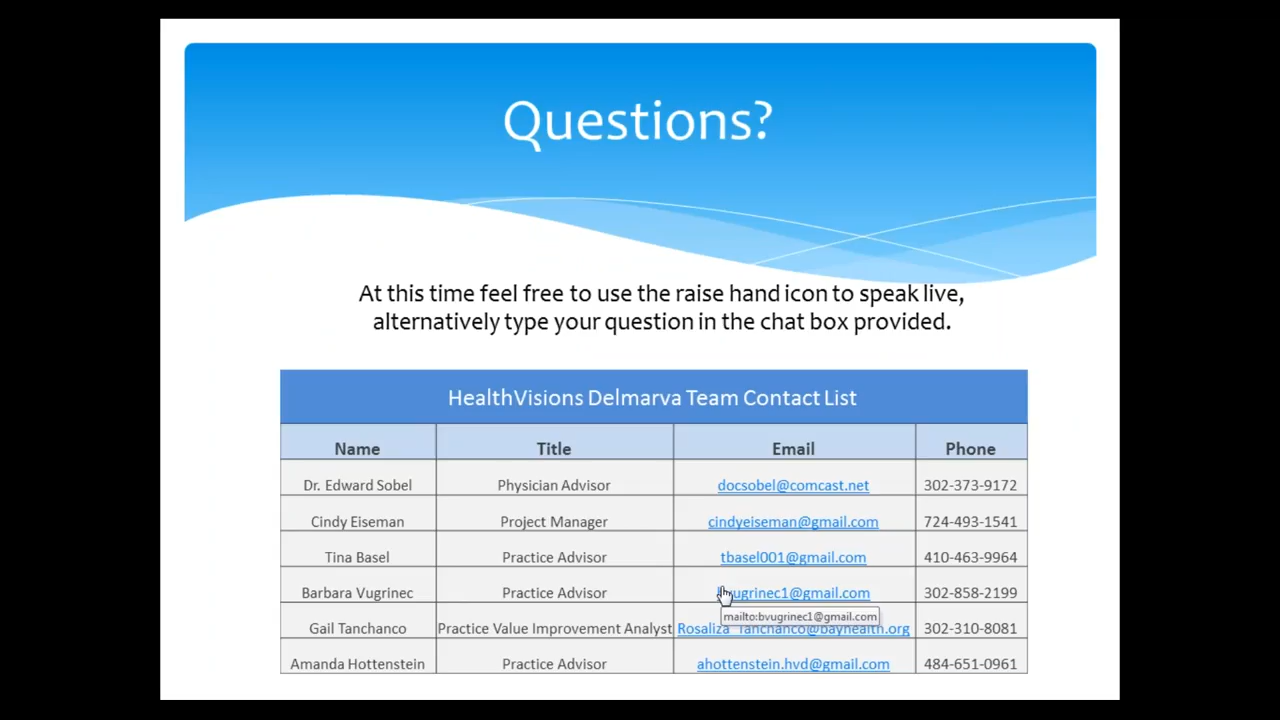 Questions?
At this time feel free to use the raise hand icon to speak live,
alternatively type your question in the chat box provided.
HealthVisions Delmarva Team Contact List
Name Title Email Phone
Dr. Edward Sobel Physician Advisor docsobel@comcast.net 302-373-9172
Cindy Eiseman Project Manager cindyeiseman@gmail.com 724-493-1541
Tina Basel Practice Advisor tbasel001@gmail.com 410-463-9964
Barbara Vugrinec Practice Advisor bvugrinec1@gmail.com 302-858-2199
mailto:bvugrinec1@gmail.com
Gail Tanchanco Practice Value Improvement Analyst Rosaliza_Tanchanco@bayhealth.org 302-310-8081
Amanda Hottenstein Practice Advisor ahottenstein.hvd@gmail.com 484-651-0961